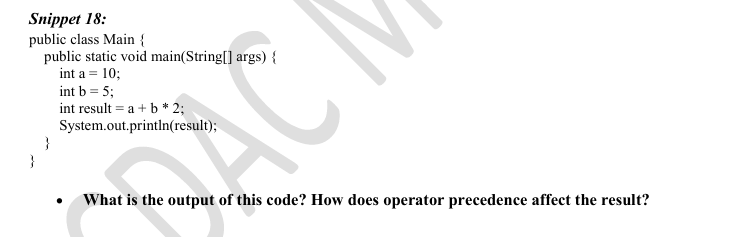 Snippet 18:
public class Main {
public static void main(String[] args) {
int a = 10;
int b = 5;
int result = a + b * 2;
System.out.println(result);
}
}
• What is the output of this code? How does operator precedence affect the result?
CDAC M